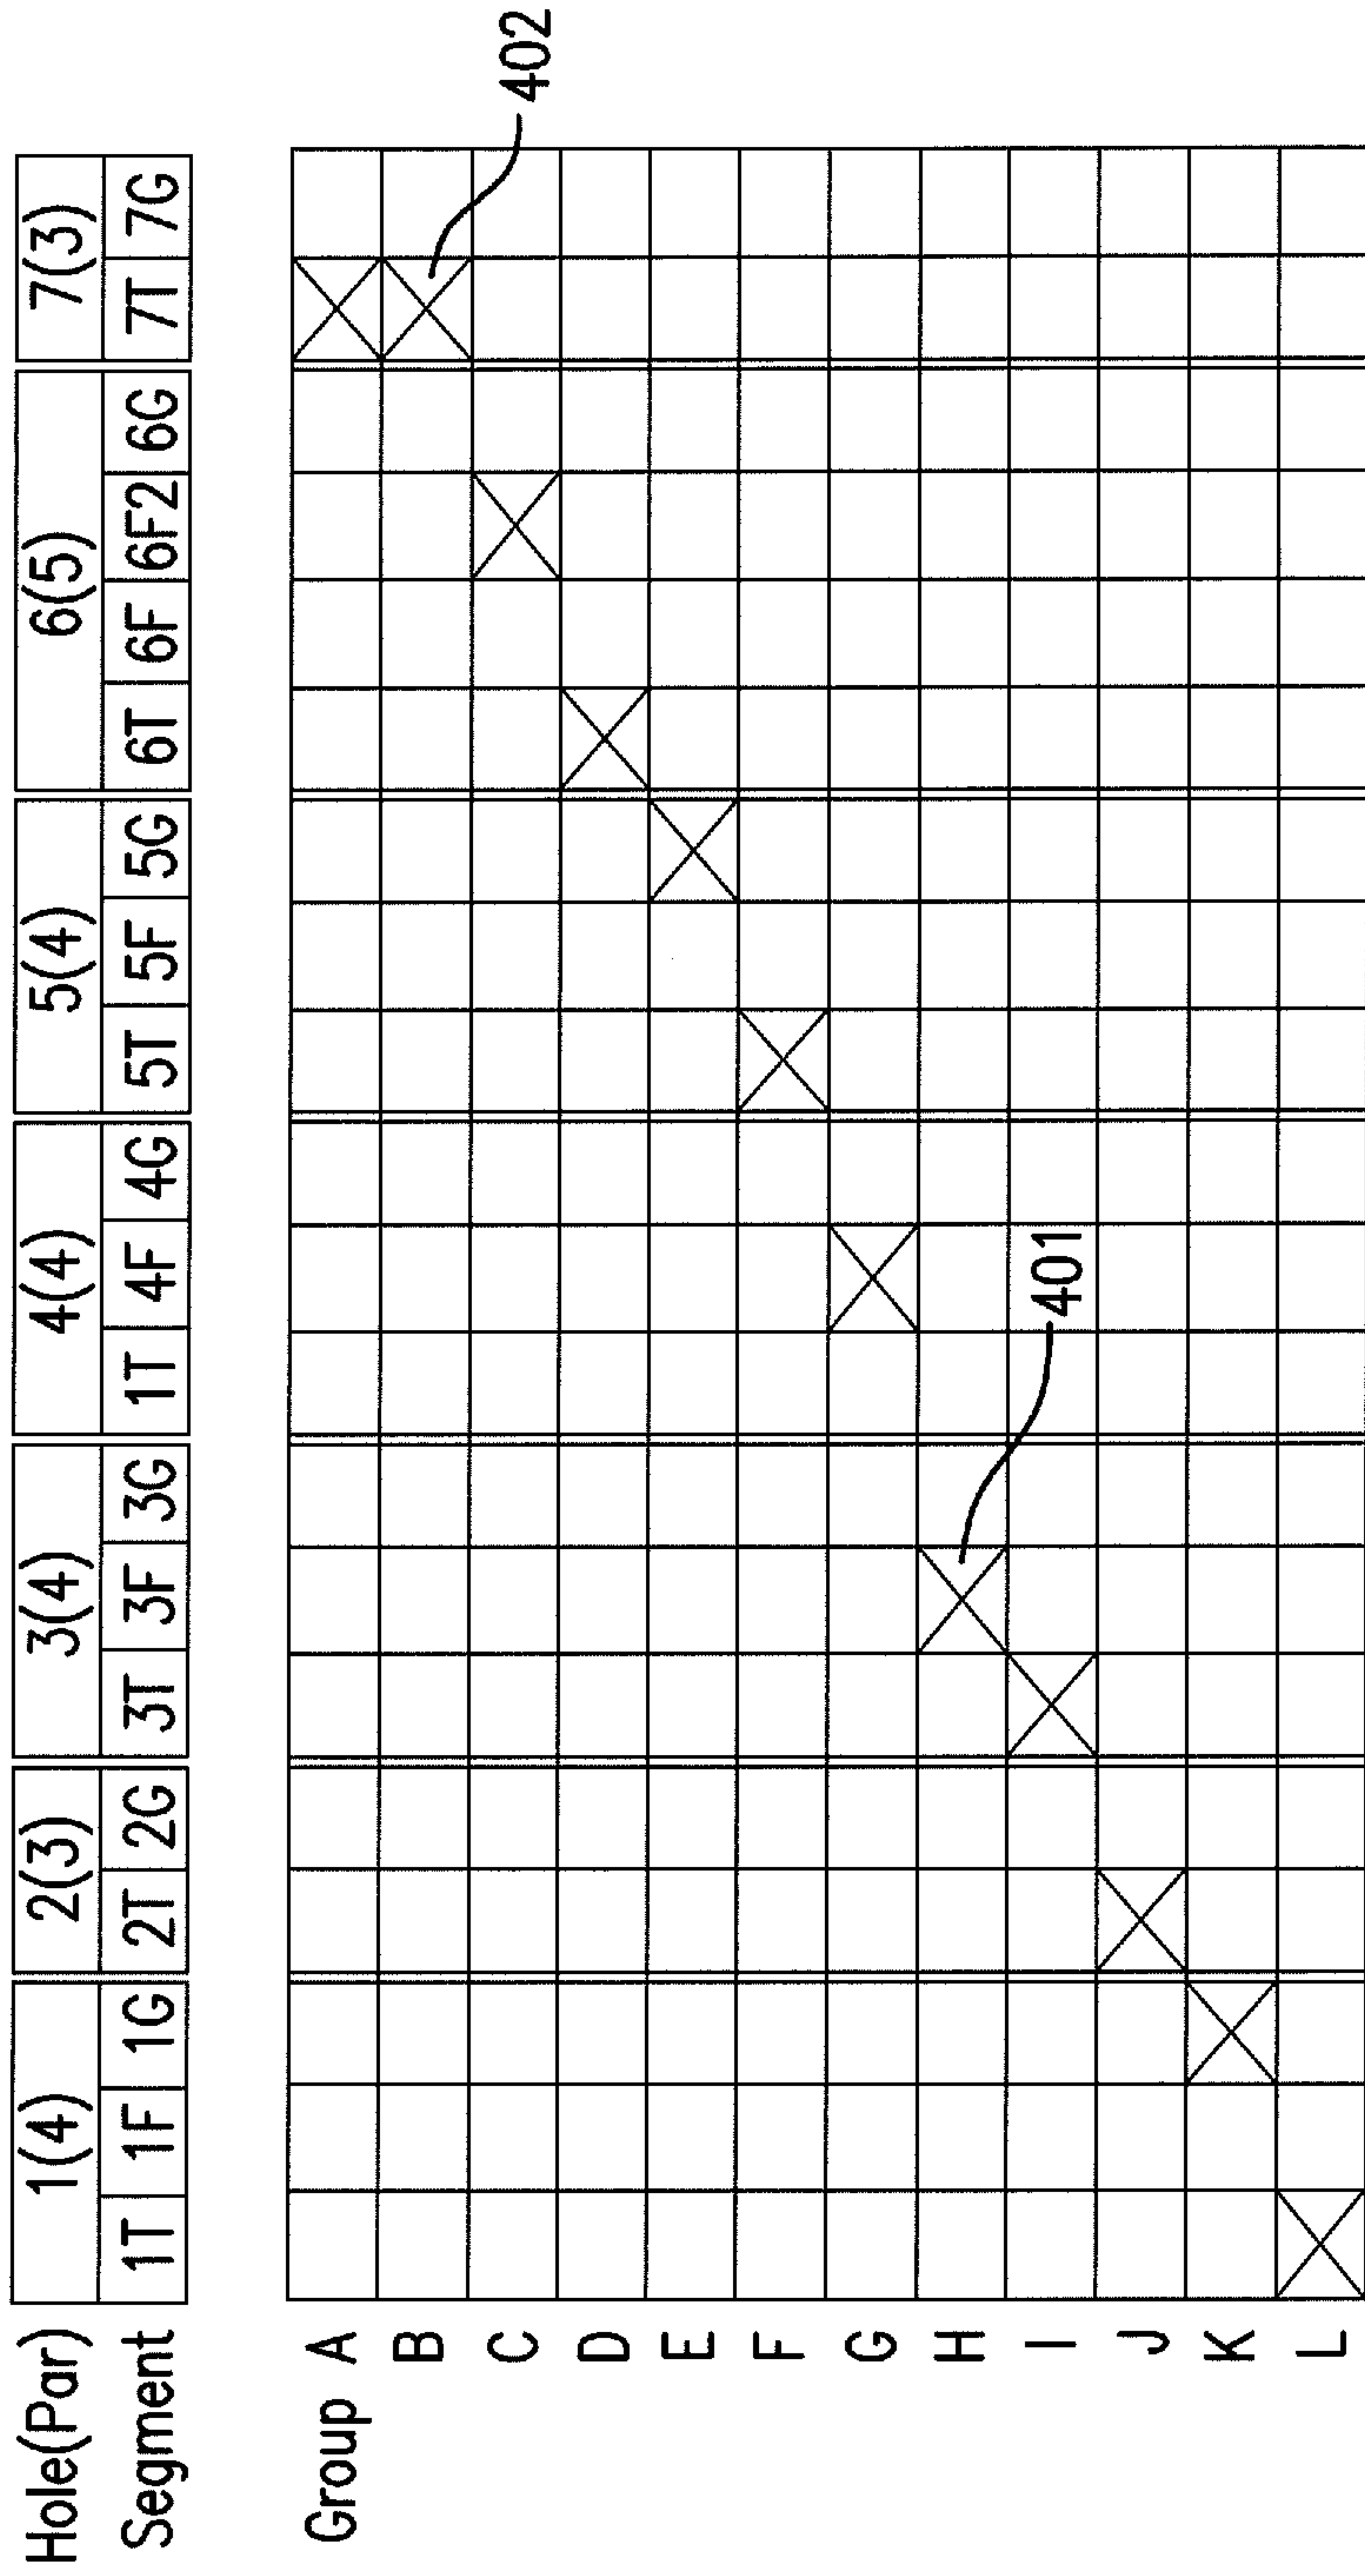 Hole(Par) 1(4) 2(3) 3(4) 4(4) 5(4) 6(5) 7(3)
Segment 1T 1F 1G 2T 2G 3T 3F 3G 1T 4F 4G 5T 5F 5G 6T 6F 6F2 6G 7T 7G
Group A
B
402
C
D
E
F
G
H
401
I
J
K
L